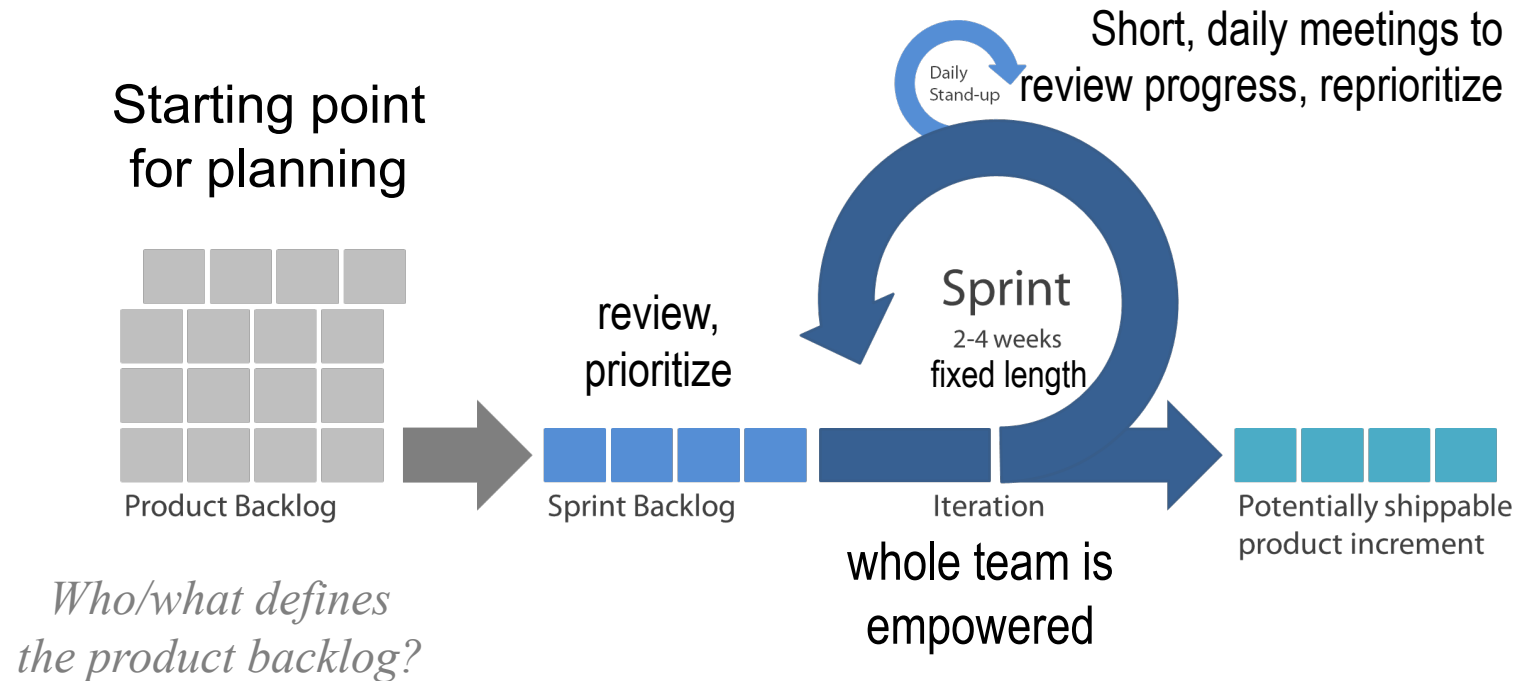 Starting point
for planning
Short, daily meetings to
review progress, reprioritize
Daily
Stand-up
review,
prioritize
Sprint
2-4 weeks
fixed length
Product Backlog
Sprint Backlog
Iteration
Potentially shippable
product increment
whole team is
empowered
Who/what defines
the product backlog?